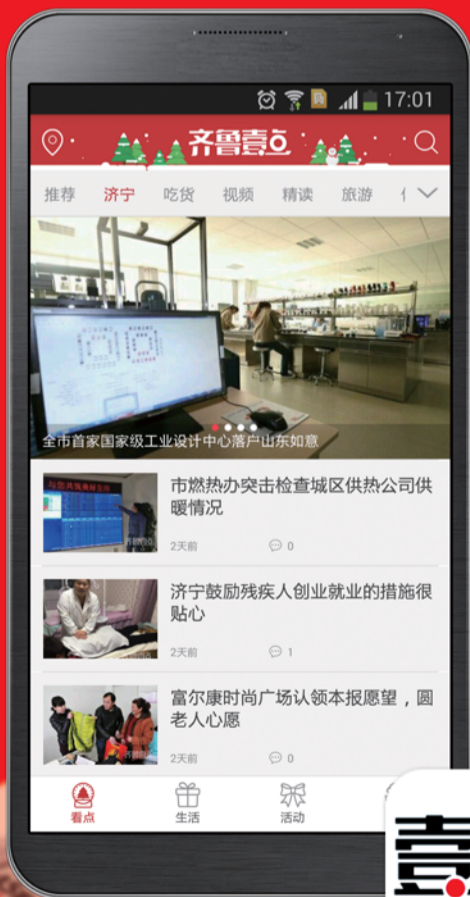 17:01
齐鲁壹点
推荐 济宁 吃货 视频 精读 旅游
全市首家国家级工业设计中心落户山东如意
市燃热办突击检查城区供热公司供
暖情况
2天前 0
济宁鼓励残疾人创业就业的措施很
贴心
2天前 1
富尔康时尚广场认领本报愿望，圆
老人心愿
2天前 0
看点 生活 活动
壹